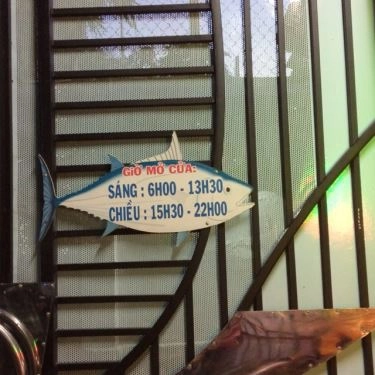 GIỜ MỞ CỬA:
SÁNG : 6H00 - 13H30
CHIỀU : 15H30 - 22H00